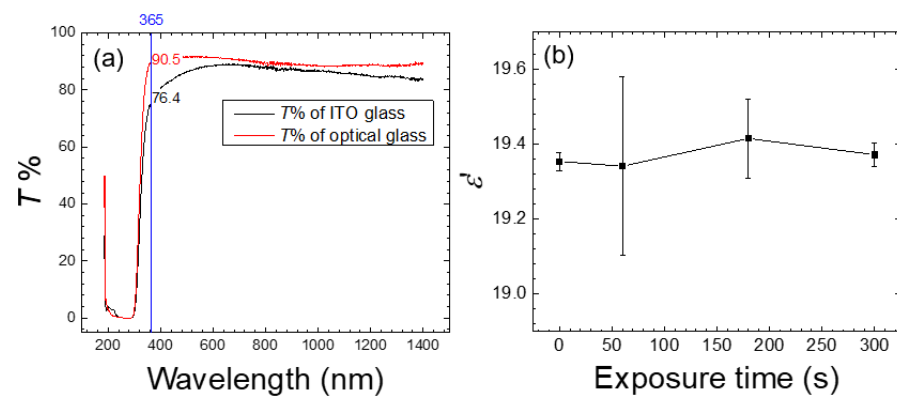 365
(a)
100
80
60
40
20
0
90.5
76.4
T% of ITO glass
T% of optical glass
T %
200 400 600 800 1000 1200 1400
Wavelength (nm)
(b)
19.6
19.4
19.2
19.0
ε'
0 50 100 150 200 250 300
Exposure time (s)